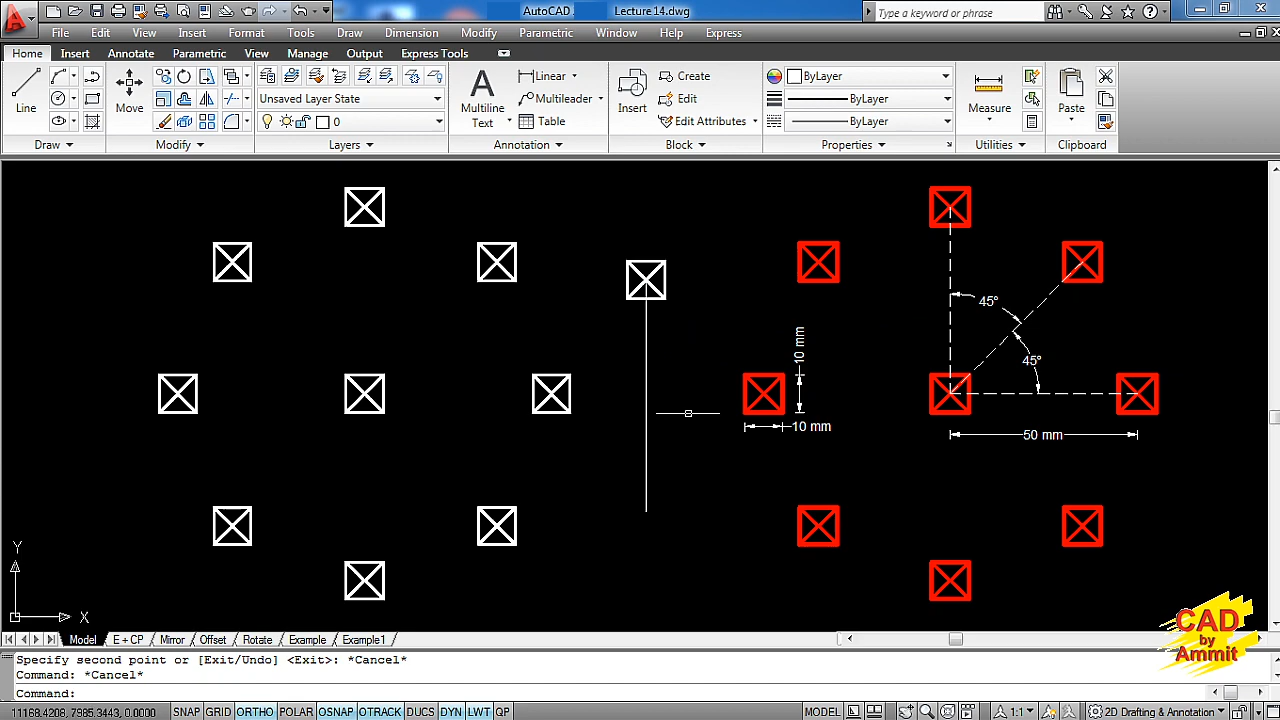 AutoCAD Lecture 14.dwg Type a keyword or phrase
File Edit View Insert Format Tools Draw Dimension Modify Parametric Window Help Express
Home Insert Annotate Parametric View Manage Output Express Tools
Line Move Unsaved Layer State 0 Multiline Text Linear Multileader Table Insert Create Edit Edit Attributes ByLayer ByLayer ByLayer Measure Paste
Draw Modify Layers Annotation Block Properties Utilities Clipboard
45°
10 mm
45°
10 mm
50 mm
Y
X
CAD
by
Ammit
Model E + CP Mirror Offset Rotate Example Example1
Specify second point or [Exit/Undo] <Exit>: *Cancel*
Command: *Cancel*
Command:
11168.4208, 7985.3443, 0.0000 SNAP GRID ORTHO POLAR OSNAP OTRACK DUCS DYN LWT QP MODEL 1:1 2D Drafting & Annotation